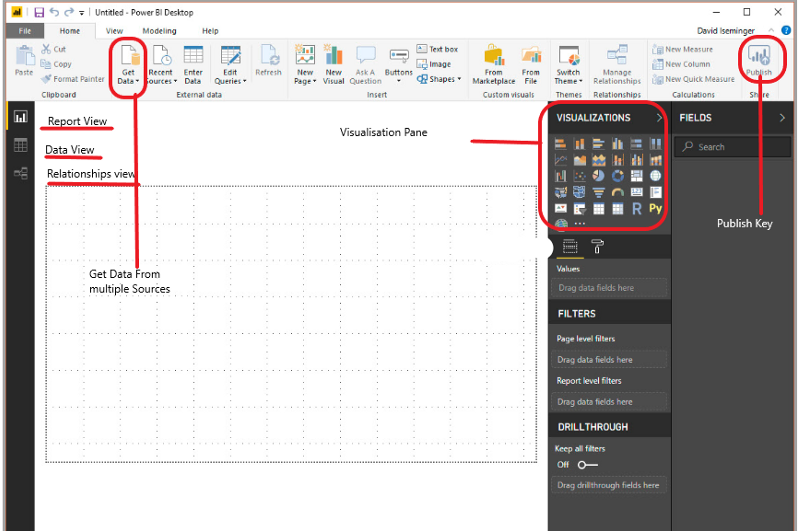 Untitled - Power BI Desktop
File Home View Modeling Help David Iseminger
Cut
Copy
Format Painter
Paste
Clipboard
Get
Data
Recent
Sources
Enter
Data
Edit
Queries
External data
Refresh
New
Page
New
Visual
Ask A
Question
Buttons
Text box
Image
Shapes
Insert
From
Marketplace
From
File
Custom visuals
Switch
Theme
Themes
Manage
Relationships
Relationships
New Measure
New Column
New Quick Measure
Calculations
Publish
Share
Report View
Data View
Relationships view
Visualisation Pane
Get Data From
multiple Sources
VISUALIZATIONS
R Py
Values
Drag data fields here
FILTERS
Page level filters
Drag data fields here
Report level filters
Drag data fields here
DRILLTHROUGH
Keep all filters
Off
Drag drillthrough fields here
FIELDS
Search
Publish Key